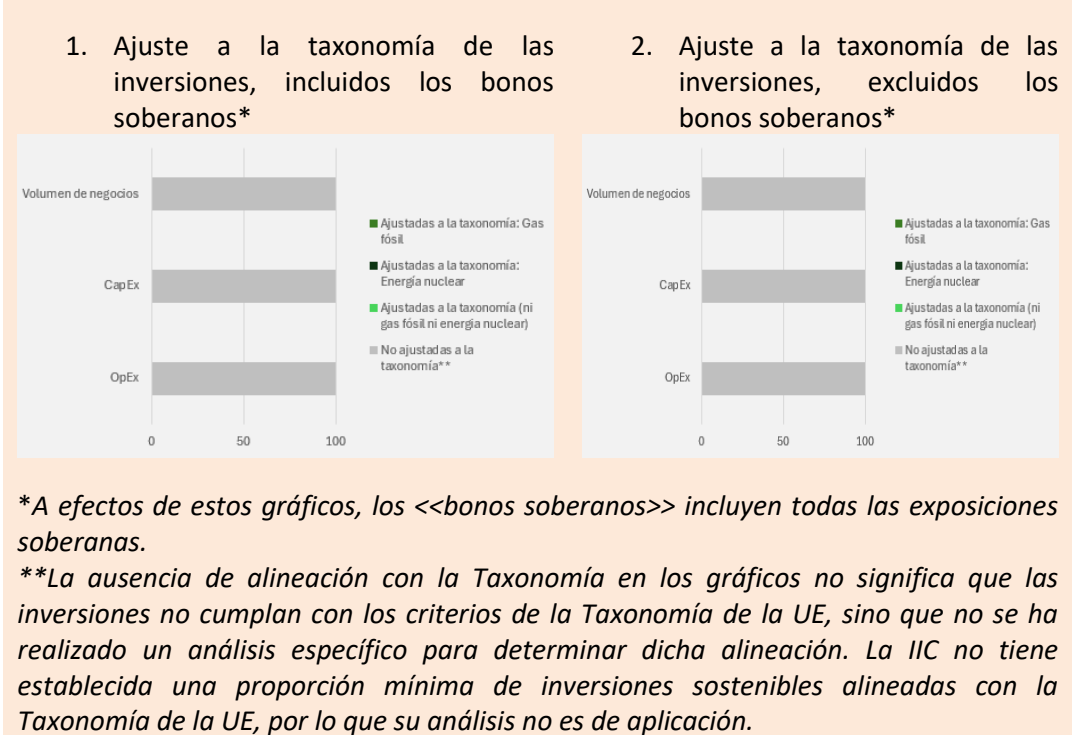 1. Ajuste a la taxonomía de las
inversiones, incluidos los bonos
soberanos*
Volumen de negocios
CapEx
OpEx
0 50 100
Ajustadas a la taxonomía: Gas
fósil
Ajustadas a la taxonomía:
Energía nuclear
Ajustadas a la taxonomía (ni
gas fósil ni energía nuclear)
No ajustadas a la
taxonomía**
2. Ajuste a la taxonomía de las
inversiones, excluidos los
bonos soberanos*
Volumen de negocios
CapEx
OpEx
0 50 100
Ajustadas a la taxonomía: Gas
fósil
Ajustadas a la taxonomía:
Energía nuclear
Ajustadas a la taxonomía (ni
gas fósil ni energía nuclear)
No ajustadas a la
taxonomía**
*A efectos de estos gráficos, los <<bonos soberanos>> incluyen todas las exposiciones
soberanas.
**La ausencia de alineación con la Taxonomía en los gráficos no significa que las
inversiones no cumplan con los criterios de la Taxonomía de la UE, sino que no se ha
realizado un análisis específico para determinar dicha alineación. La IIC no tiene
establecida una proporción mínima de inversiones sostenibles alineadas con la
Taxonomía de la UE, por lo que su análisis no es de aplicación.